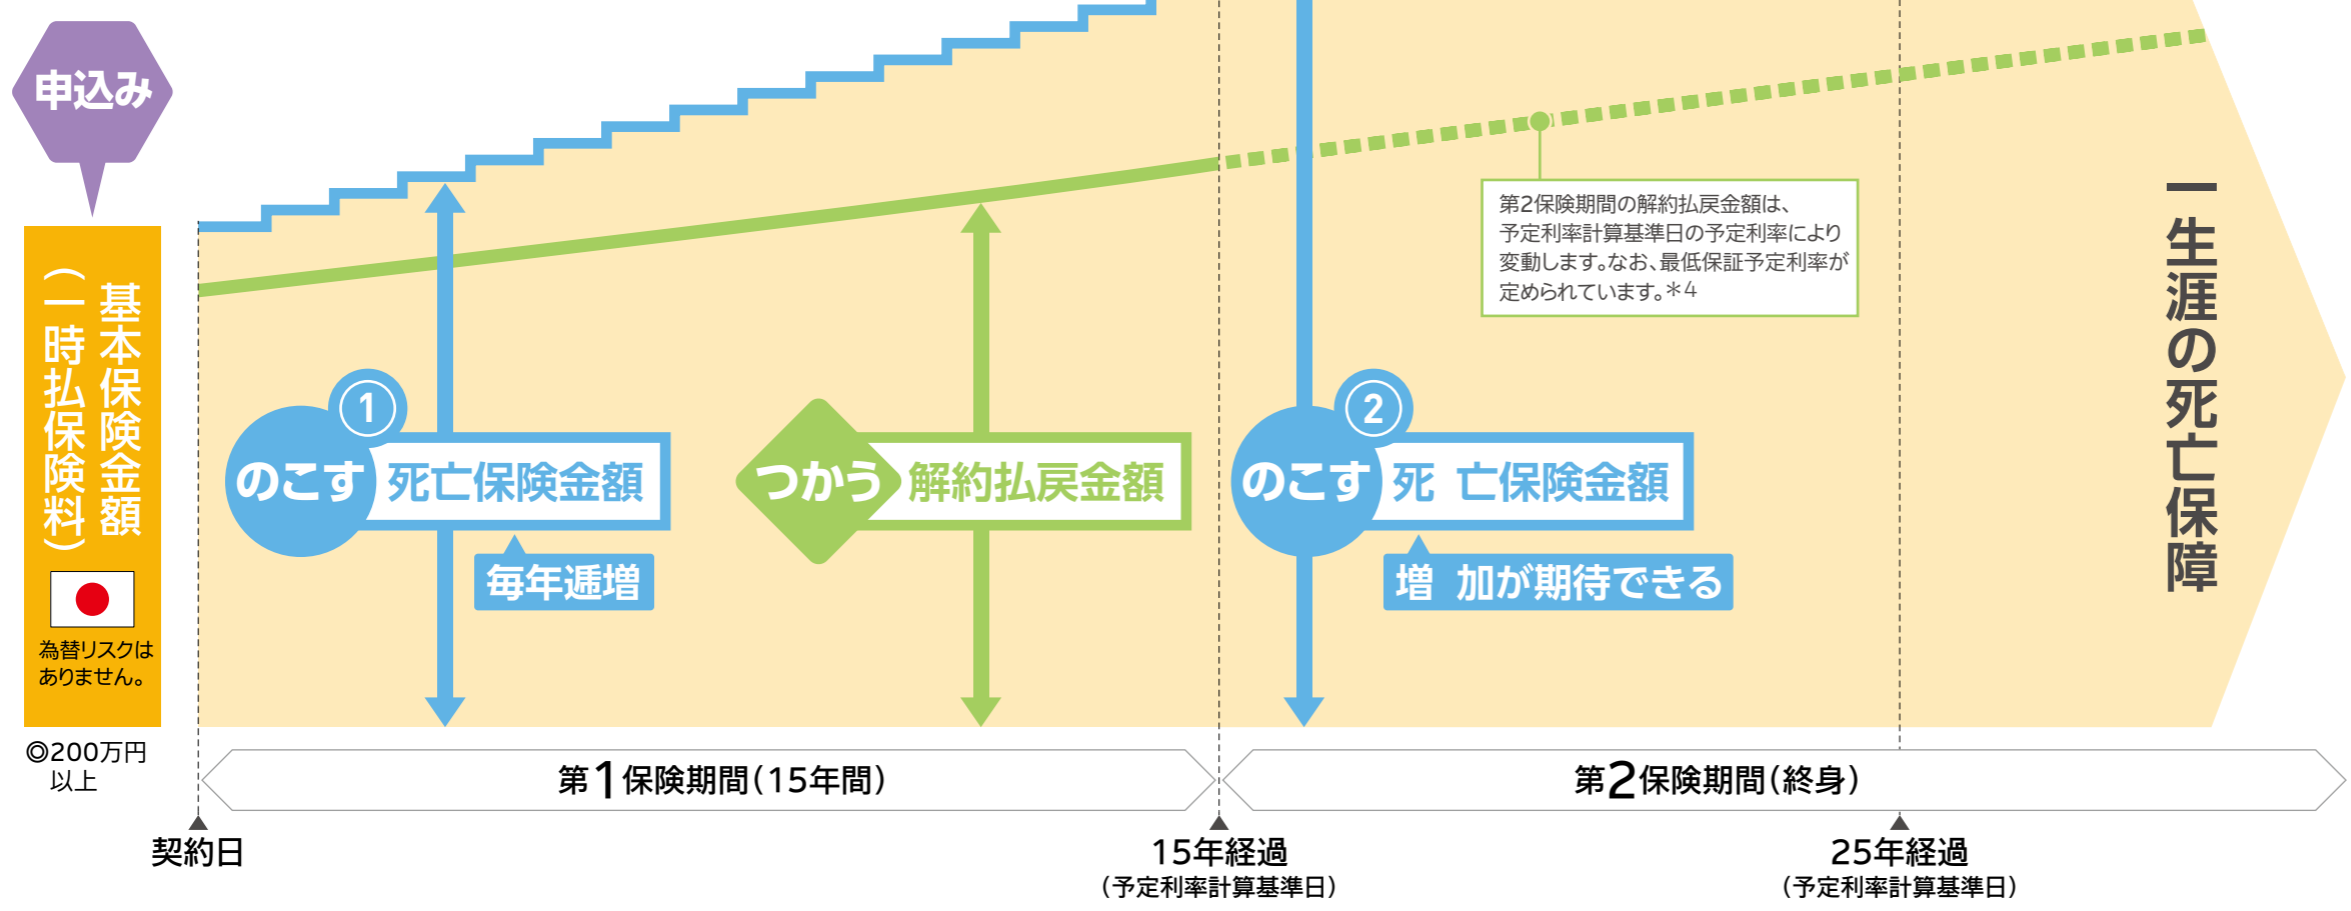 申込み
基本保険金額
(一時払保険料)
為替リスクは
ありません。
◎200万円
以上
第2保険期間の解約払戻金額は、
予定利率計算基準日の予定利率により
変動します。なお、最低保証予定利率が
定められています。*4
一生涯の死亡保障
1
のこす 死亡保険金額
毎年逓増
つかう 解約払戻金額
2
のこす 死 亡保険金額
増 加が期待できる
第1保険期間(15年間)
第2保険期間(終身)
契約日
15年経過
(予定利率計算基準日)
25年経過
(予定利率計算基準日)